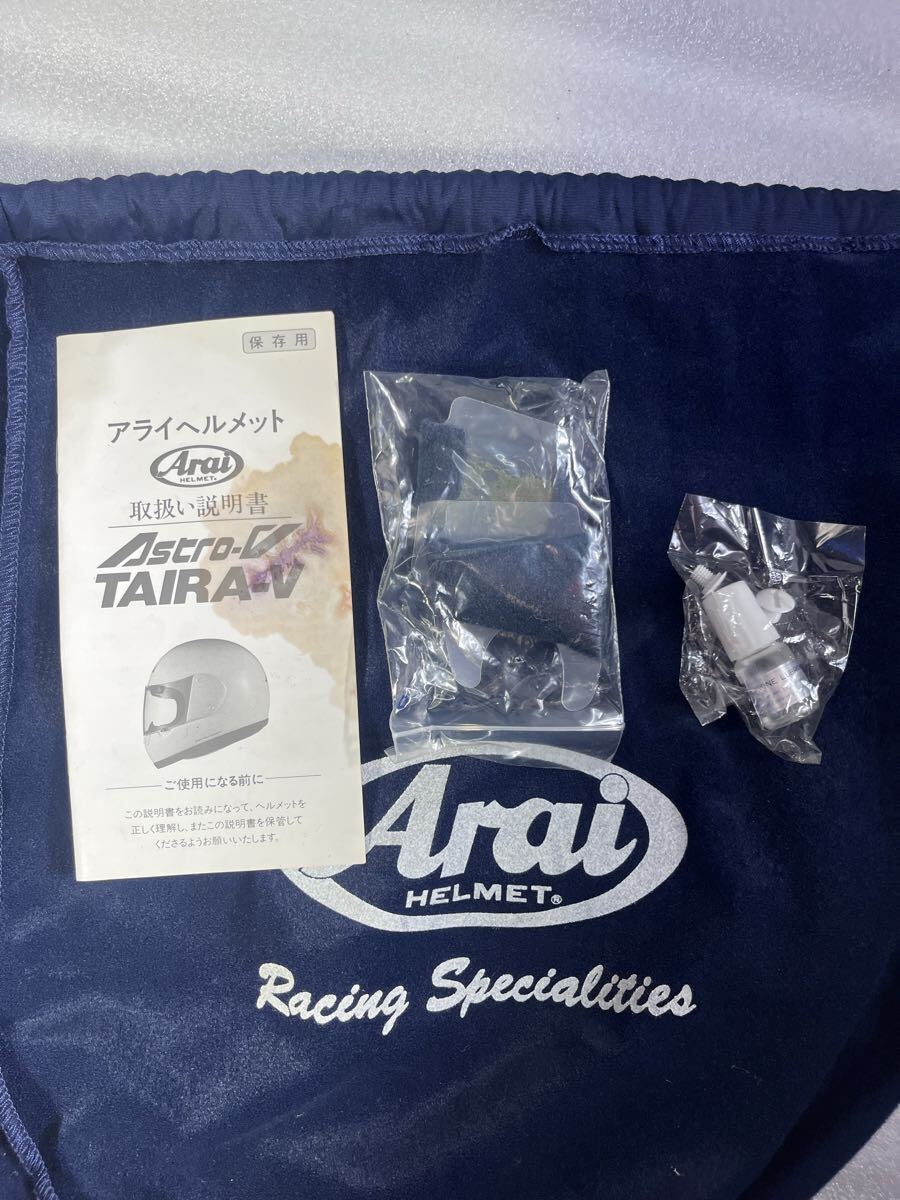 保存用
アライヘルメット
Arai
HELMET®
取扱い説明書
Astro-V
TAIRA-V
ご使用になる前に
この説明書をお読みになって、ヘルメットを
正しく理解し、またこの説明書を保管して
くださるようお願いいたします。
Arai
HELMET®
Racing Specialities